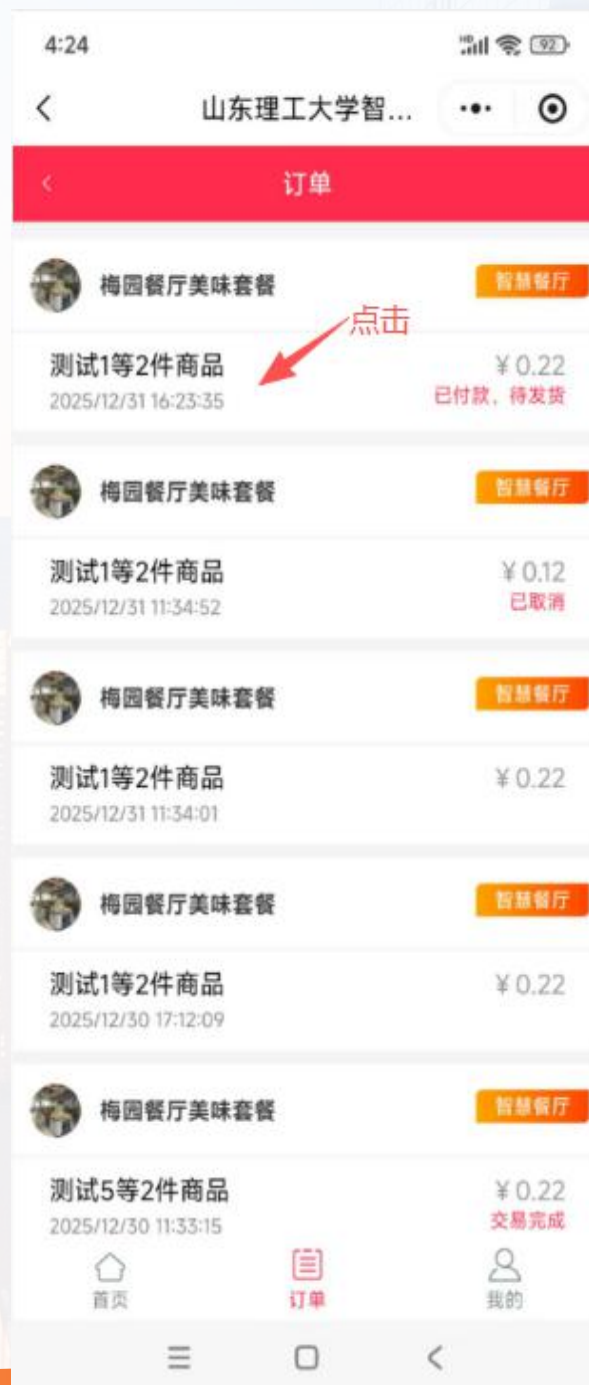 4:24
HD 92
山东理工大学智...
订单
梅园餐厅美味套餐 智慧餐厅
点击
测试1等2件商品 ¥ 0.22
2025/12/31 16:23:35 已付款，待发货
梅园餐厅美味套餐 智慧餐厅
测试1等2件商品 ¥ 0.12
2025/12/31 11:34:52 已取消
梅园餐厅美味套餐 智慧餐厅
测试1等2件商品 ¥ 0.22
2025/12/31 11:34:01
梅园餐厅美味套餐 智慧餐厅
测试1等2件商品 ¥ 0.22
2025/12/30 17:12:09
梅园餐厅美味套餐 智慧餐厅
测试5等2件商品 ¥ 0.22
2025/12/30 11:33:15 交易完成
首页 订单 我的